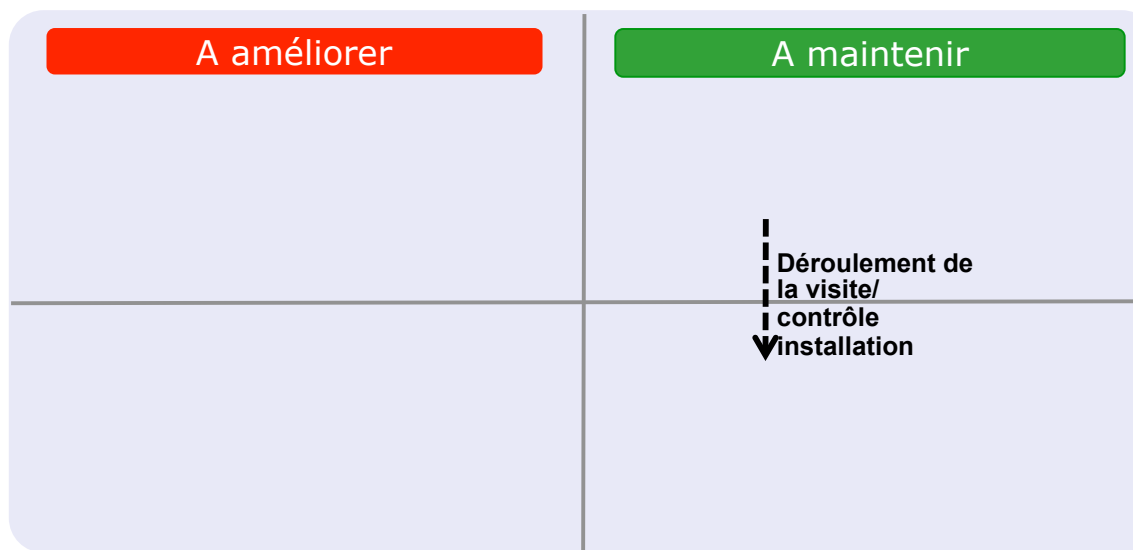 A améliorer
A maintenir
Déroulement de
la visite/
contrôle
installation